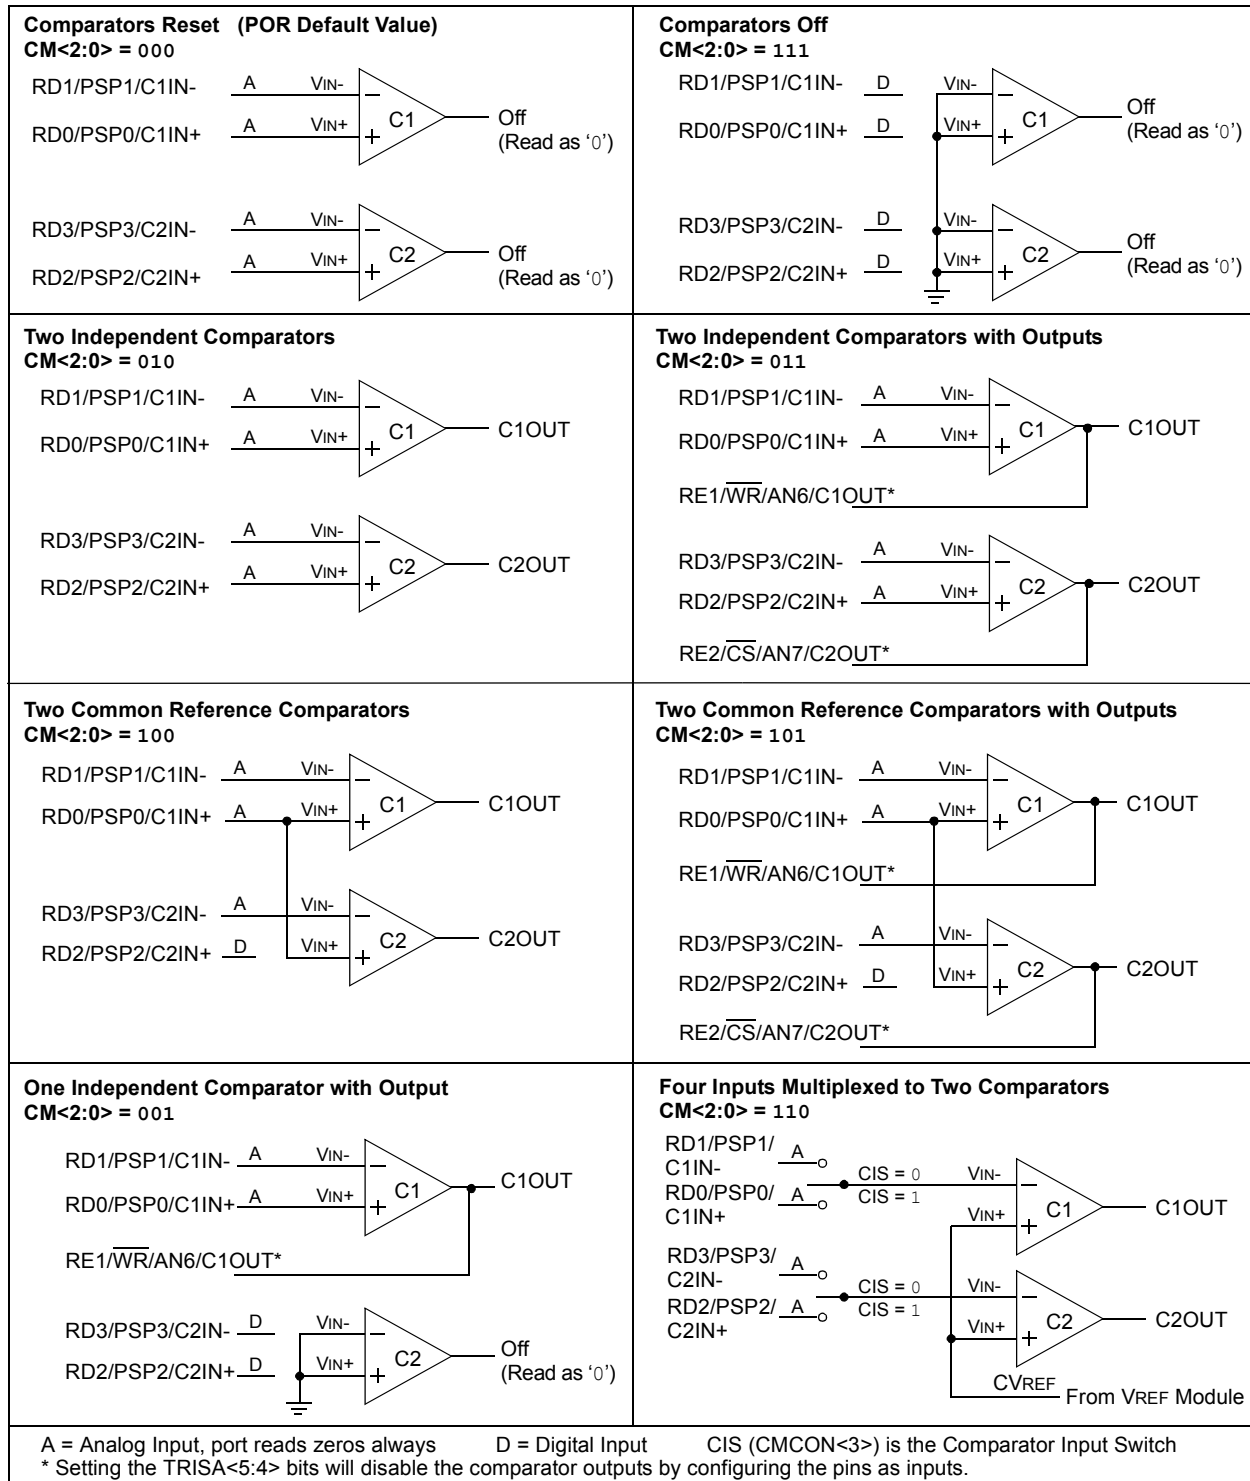 Comparators Reset (POR Default Value)
CM<2:0> = 000
RD1/PSP1/C1IN- A VIN-
C1
RD0/PSP0/C1IN+ A VIN+
Off
(Read as ‘0’)
RD3/PSP3/C2IN- A VIN-
C2
RD2/PSP2/C2IN+ A VIN+
Off
(Read as ‘0’)
Comparators Off
CM<2:0> = 111
RD1/PSP1/C1IN- D VIN-
C1
RD0/PSP0/C1IN+ D VIN+
Off
(Read as ‘0’)
RD3/PSP3/C2IN- D VIN-
C2
RD2/PSP2/C2IN+ D VIN+
Off
(Read as ‘0’)
Two Independent Comparators
CM<2:0> = 010
RD1/PSP1/C1IN- A VIN-
C1 C1OUT
RD0/PSP0/C1IN+ A VIN+
RD3/PSP3/C2IN- A VIN-
C2 C2OUT
RD2/PSP2/C2IN+ A VIN+
Two Independent Comparators with Outputs
CM<2:0> = 011
RD1/PSP1/C1IN- A VIN-
C1 C1OUT
RD0/PSP0/C1IN+ A VIN+
RE1/WR/AN6/C1OUT*
RD3/PSP3/C2IN- A VIN-
C2 C2OUT
RD2/PSP2/C2IN+ A VIN+
RE2/CS/AN7/C2OUT*
Two Common Reference Comparators
CM<2:0> = 100
RD1/PSP1/C1IN- A VIN-
C1 C1OUT
RD0/PSP0/C1IN+ A VIN+
RD3/PSP3/C2IN- A VIN-
C2 C2OUT
RD2/PSP2/C2IN+ D VIN+
Two Common Reference Comparators with Outputs
CM<2:0> = 101
RD1/PSP1/C1IN- A VIN-
C1 C1OUT
RD0/PSP0/C1IN+ A VIN+
RE1/WR/AN6/C1OUT*
RD3/PSP3/C2IN- A VIN-
C2 C2OUT
RD2/PSP2/C2IN+ D VIN+
RE2/CS/AN7/C2OUT*
One Independent Comparator with Output
CM<2:0> = 001
RD1/PSP1/C1IN- A VIN-
C1 C1OUT
RD0/PSP0/C1IN+ A VIN+
RE1/WR/AN6/C1OUT*
RD3/PSP3/C2IN- D VIN-
C2
RD2/PSP2/C2IN+ D VIN+
Off
(Read as ‘0’)
Four Inputs Multiplexed to Two Comparators
CM<2:0> = 110
RD1/PSP1/ A
C1IN- CIS = 0 VIN-
RD0/PSP0/ A CIS = 1
C1IN+ VIN+ C1 C1OUT
RD3/PSP3/ A
C2IN- CIS = 0 VIN-
RD2/PSP2/ A CIS = 1
C2IN+ VIN+ C2 C2OUT
CVREF
From VREF Module
A = Analog Input, port reads zeros always D = Digital Input CIS (CMCON<3>) is the Comparator Input Switch
* Setting the TRISA<5:4> bits will disable the comparator outputs by configuring the pins as inputs.